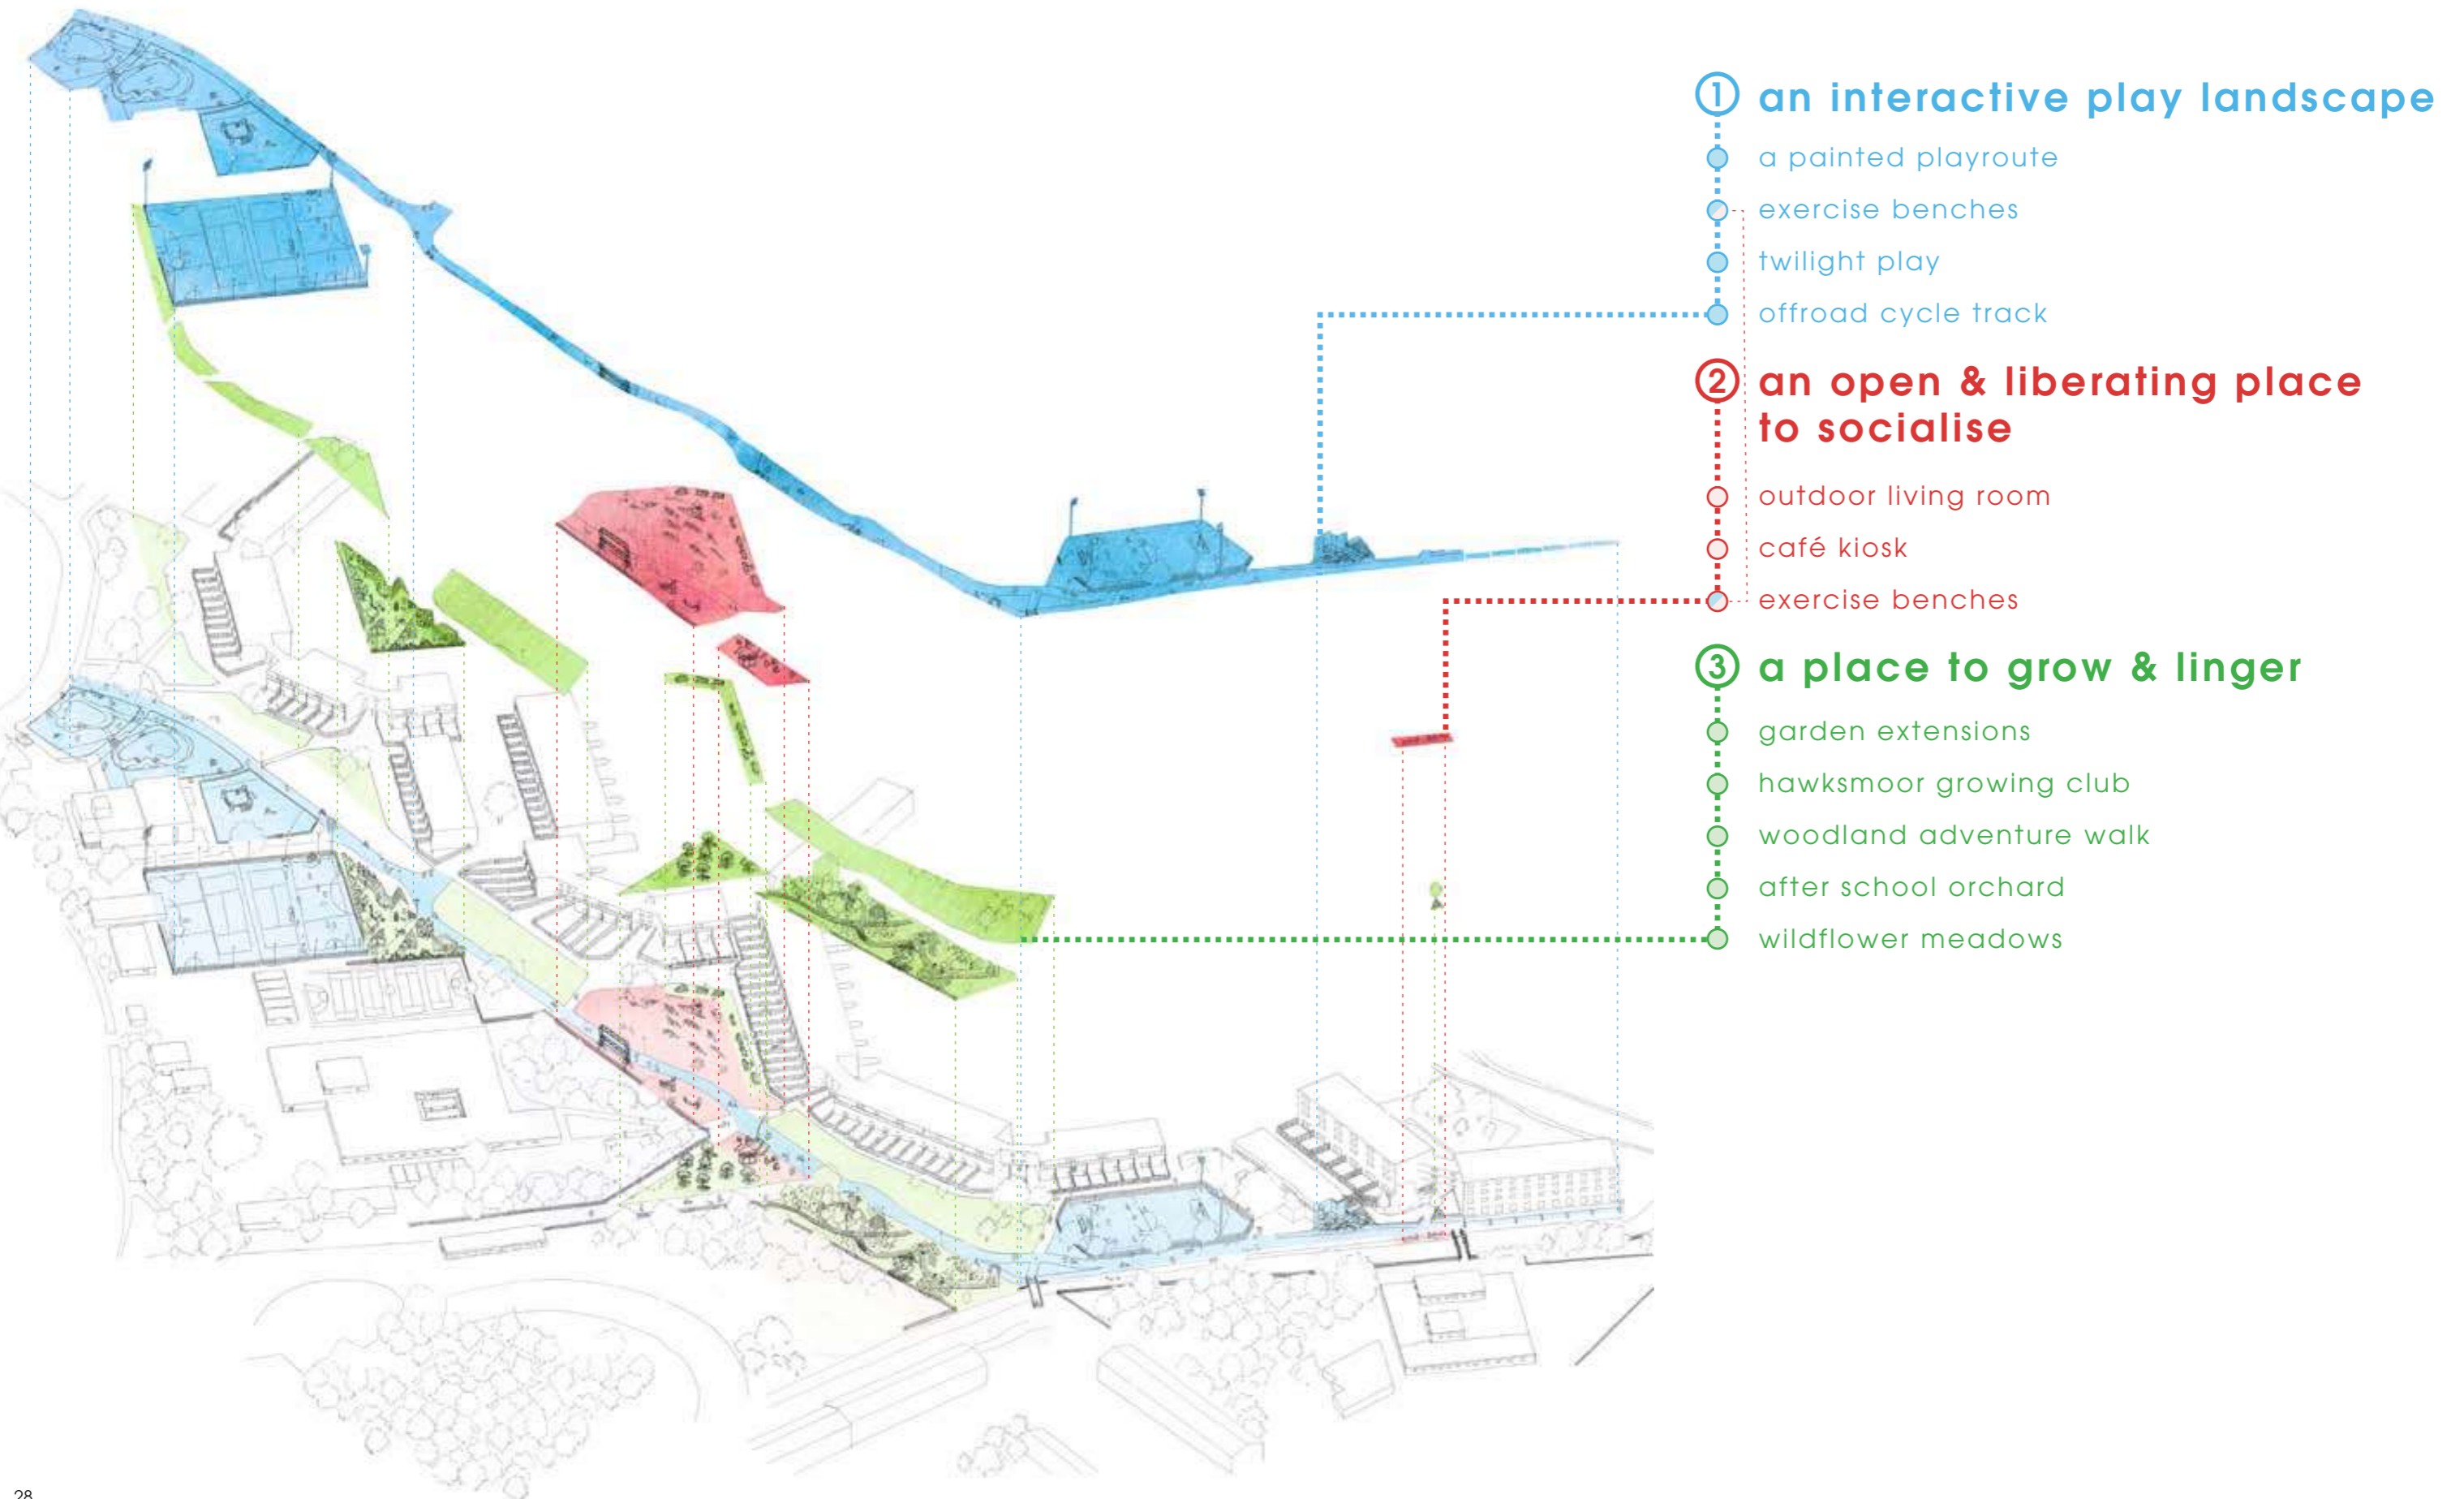 ① an interactive play landscape
a painted playroute
exercise benches
twilight play
offroad cycle track
② an open & liberating place
to socialise
outdoor living room
café kiosk
exercise benches
③ a place to grow & linger
garden extensions
hawksmoor growing club
woodland adventure walk
after school orchard
wildflower meadows
28